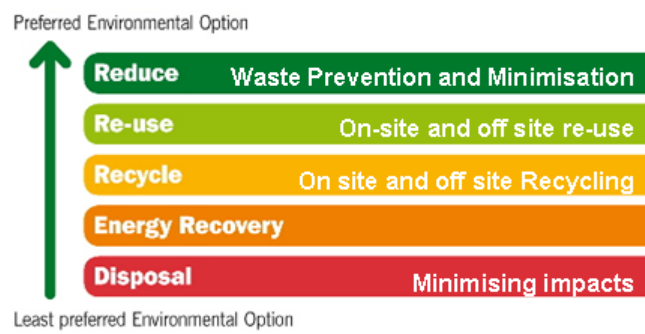 Preferred Environmental Option
Reduce Waste Prevention and Minimisation
Re-use On-site and off site re-use
Recycle On site and off site Recycling
Energy Recovery
Disposal Minimising impacts
Least preferred Environmental Option